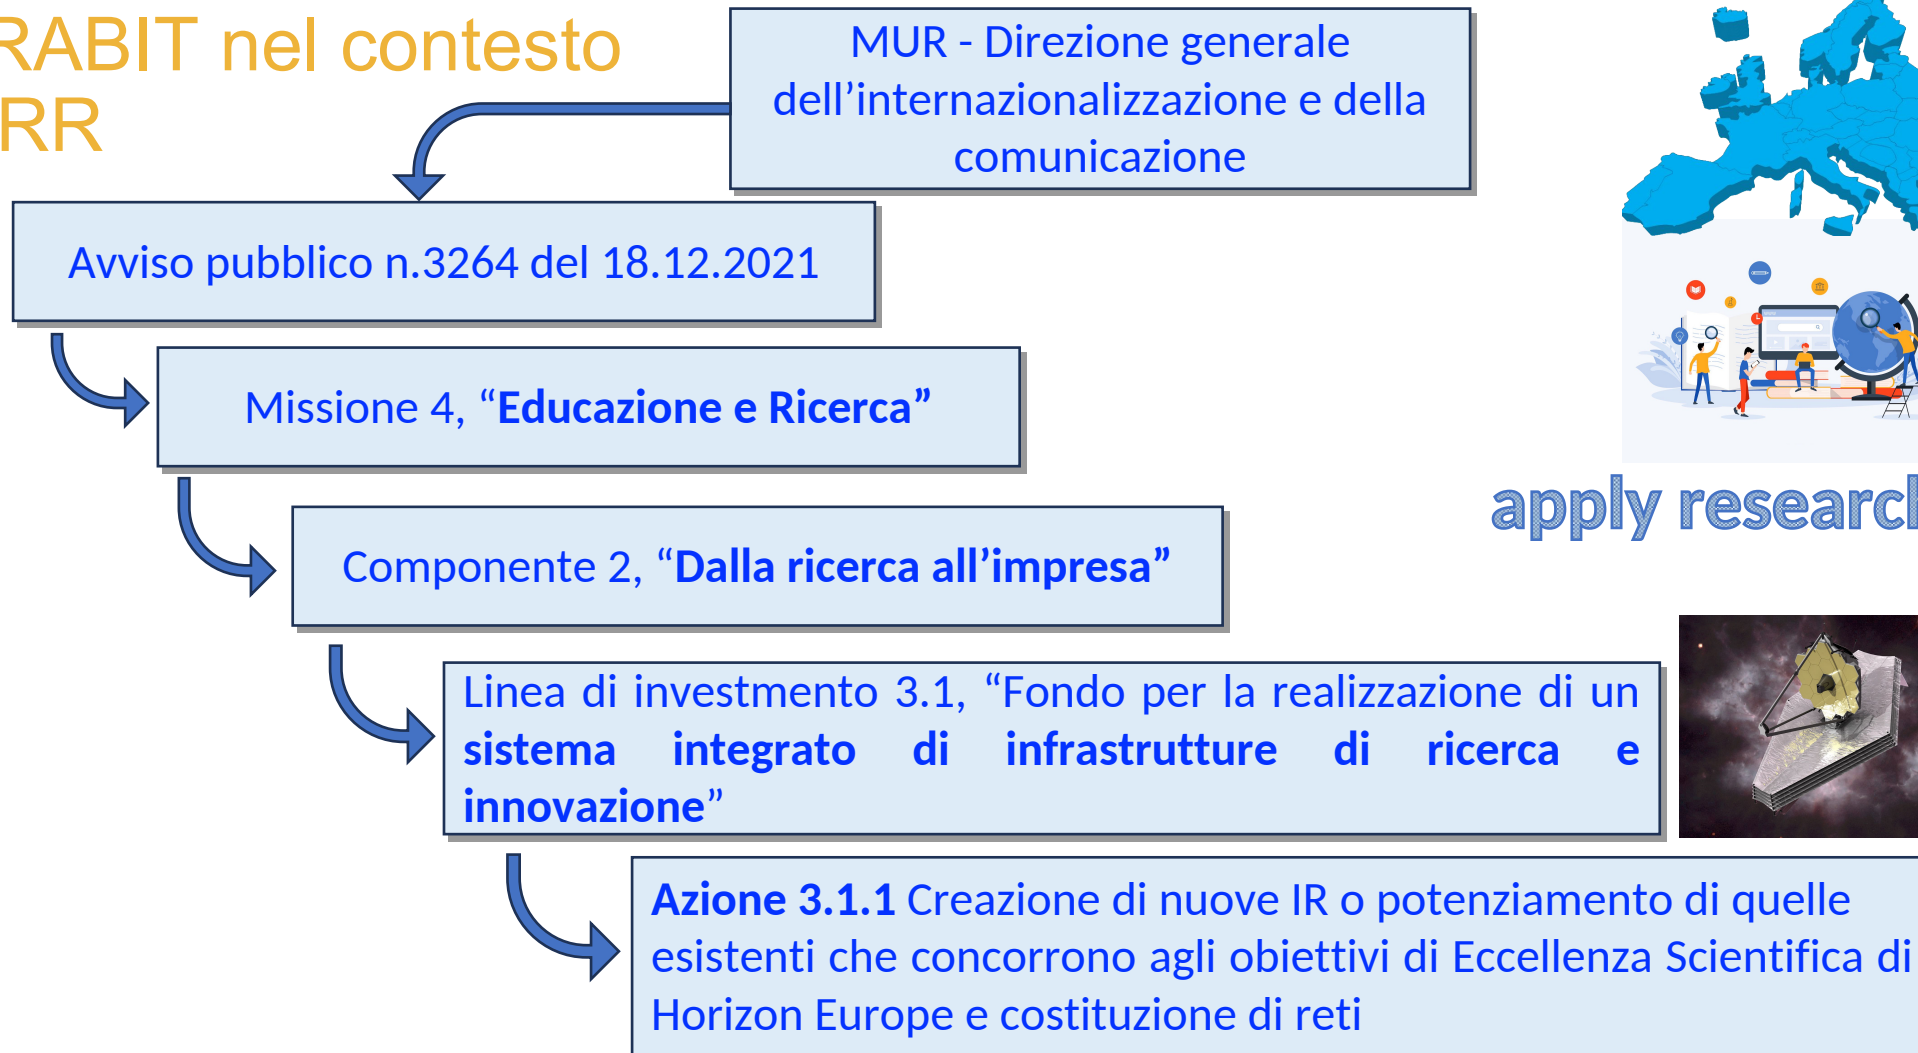 RABIT nel contesto
RR
MUR - Direzione generale
dell’internazionalizzazione e della
comunicazione
Avviso pubblico n.3264 del 18.12.2021
Missione 4, “Educazione e Ricerca”
Componente 2, “Dalla ricerca all’impresa”
apply research
Linea di investmento 3.1, “Fondo per la realizzazione di un
sistema integrato di infrastrutture di ricerca e
innovazione”
Azione 3.1.1 Creazione di nuove IR o potenziamento di quelle
esistenti che concorrono agli obiettivi di Eccellenza Scientifica di
Horizon Europe e costituzione di reti